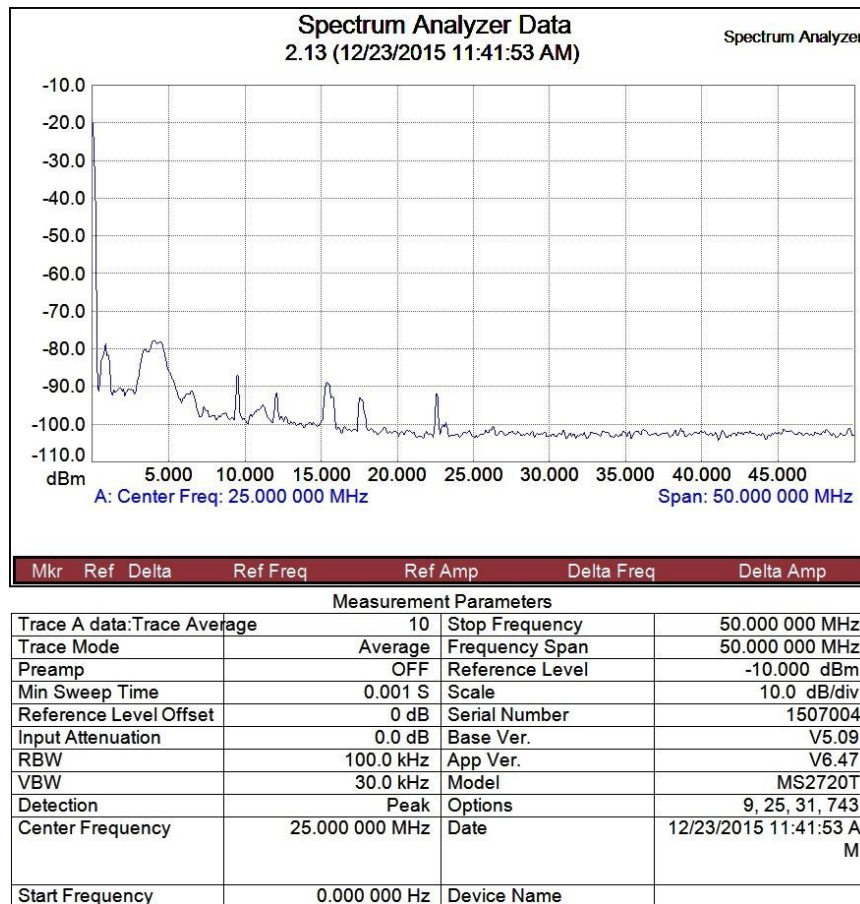 Spectrum Analyzer Data
2.13 (12/23/2015 11:41:53 AM)
Spectrum Analyzer
-10.0
-20.0
-30.0
-40.0
-50.0
-60.0
-70.0
-80.0
-90.0
-100.0
-110.0
dBm
5.000 10.000 15.000 20.000 25.000 30.000 35.000 40.000 45.000
A: Center Freq: 25.000 000 MHz Span: 50.000 000 MHz
Mkr Ref Delta Ref Freq Ref Amp Delta Freq Delta Amp
Measurement Parameters
Trace A data:Trace Average 10 Stop Frequency 50.000 000 MHz
Trace Mode Average Frequency Span 50.000 000 MHz
Preamp OFF Reference Level -10.000 dBm
Min Sweep Time 0.001 S Scale 10.0 dB/div
Reference Level Offset 0 dB Serial Number 1507004
Input Attenuation 0.0 dB Base Ver. V5.09
RBW 100.0 kHz App Ver. V6.47
VBW 30.0 kHz Model MS2720T
Detection Peak Options 9, 25, 31, 743
Center Frequency 25.000 000 MHz Date 12/23/2015 11:41:53 A
M
Start Frequency 0.000 000 Hz Device Name